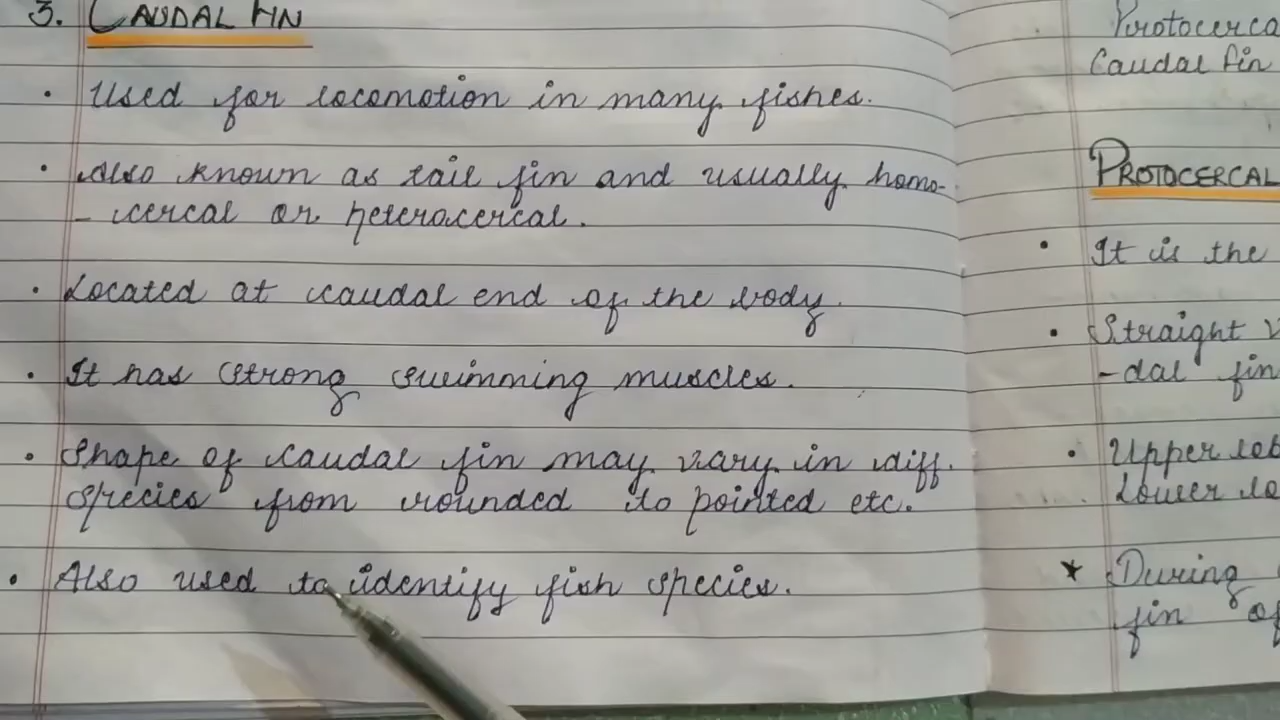 3. CAUDAL FIN
• Used for locomotion in many fishes.
• Also known as tail fin and usually homo-
- cercal or heterocercal.
• Located at caudal end of the body.
• It has strong swimming muscles.
• Shape of caudal fin may vary in diff.
species from rounded to pointed etc.
• Also used to identify fish species.
Protocerca
Caudal fin
PROTOCERCAL
• It is the
• Straight
-dal fin
• Upper lob
Lower lo
* During
fin of